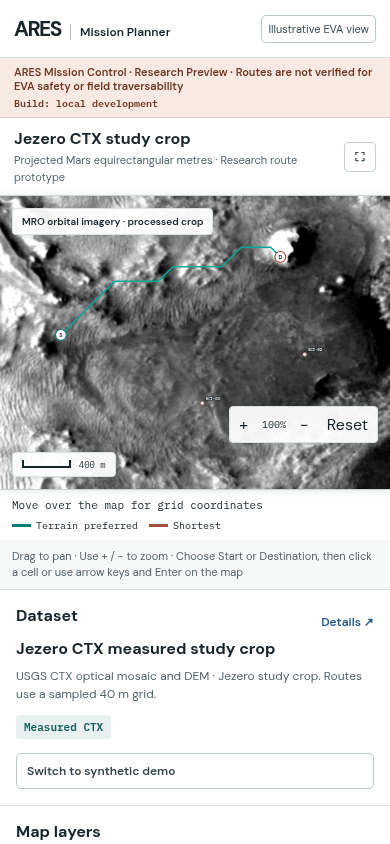 ARES Mission Planner
Illustrative EVA view
ARES Mission Control · Research Preview · Routes are not verified for
EVA safety or field traversability
Build: local development
Jezero CTX study crop
Projected Mars equirectangular metres · Research route
prototype
MRO orbital imagery · processed crop
S
D
+ 100% − Reset
400 m
Move over the map for grid coordinates
Terrain preferred Shortest
Drag to pan · Use + / − to zoom · Choose Start or Destination, then click
a cell or use arrow keys and Enter on the map
Dataset
Details ↗
Jezero CTX measured study crop
USGS CTX optical mosaic and DEM · Jezero study crop. Routes
use a sampled 40 m grid.
Measured CTX
Switch to synthetic demo
Map layers